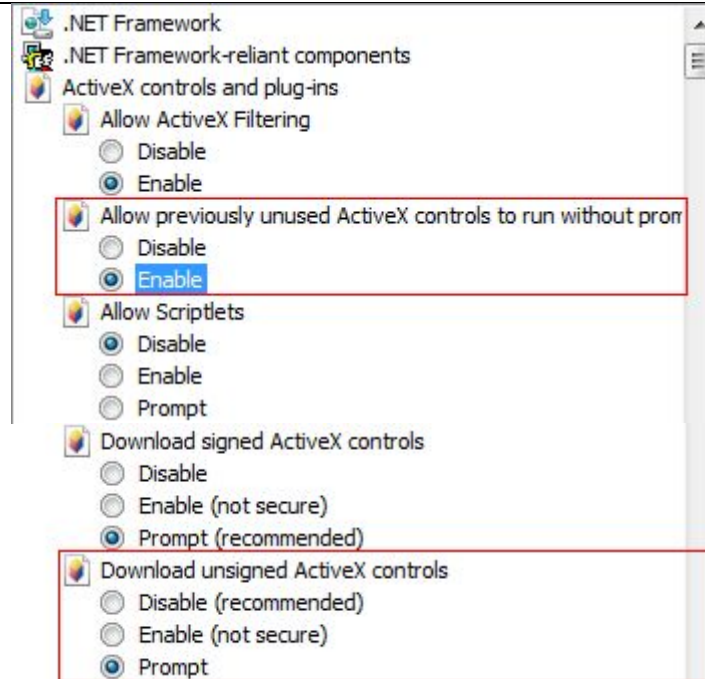 .NET Framework
.NET Framework-reliant components
ActiveX controls and plug-ins
Allow ActiveX Filtering
Disable
Enable
Allow previously unused ActiveX controls to run without prom
Disable
Enable
Allow Scriptlets
Disable
Enable
Prompt
Download signed ActiveX controls
Disable
Enable (not secure)
Prompt (recommended)
Download unsigned ActiveX controls
Disable (recommended)
Enable (not secure)
Prompt